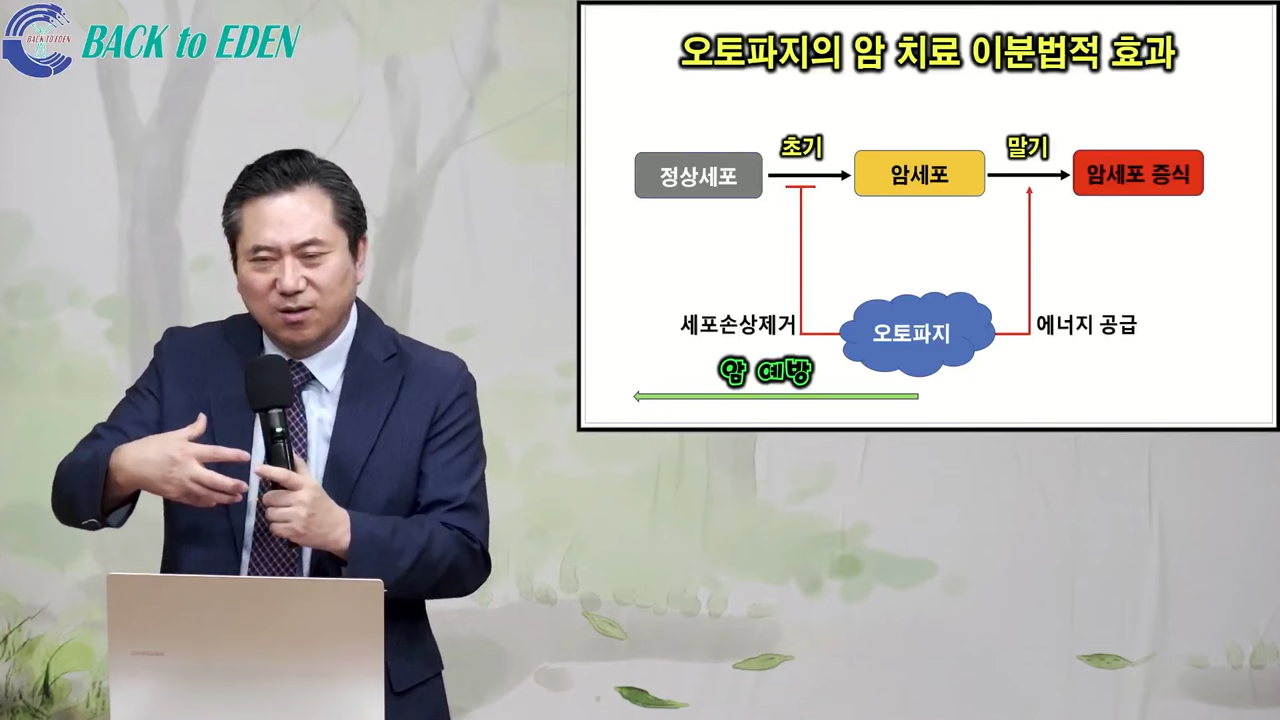 BACK TO EDEN
BACK to EDEN
오토파지의 암 치료 이분법적 효과
초기
말기
정상세포
암세포
암세포 증식
세포손상제거
오토파지
에너지 공급
암 예방